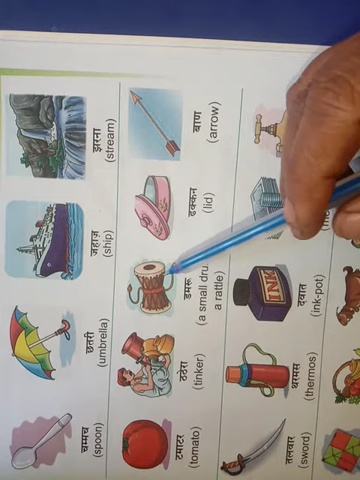 चम्मच
(spoon)
छतरी
(umbrella)
जहाज़
(ship)
झरना
(stream)
टमाटर
(tomato)
ठठेरा
(tinker)
डमरू
(a small
a rattle)
ढक्कन
(lid)
बाण
(arrow)
तलवार
(sword)
थरमस
(thermos)
INK
दवात
(ink-pot)